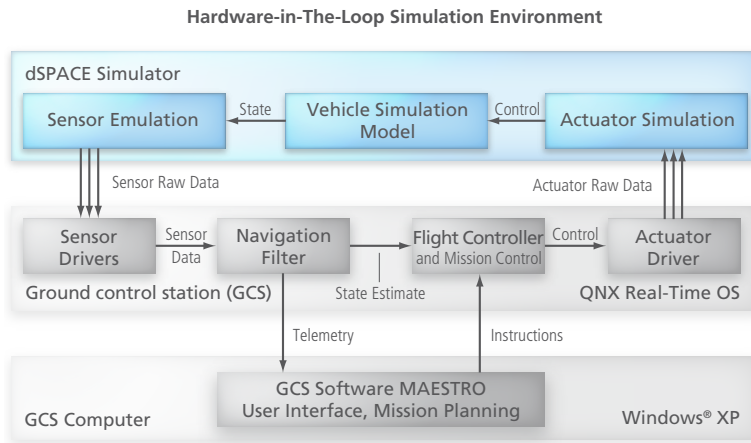 Hardware-in-The-Loop Simulation Environment
dSPACE Simulator
Sensor Emulation
State
Vehicle Simulation
Model
Control
Actuator Simulation
Sensor Raw Data
Actuator Raw Data
Sensor
Drivers
Sensor
Data
Navigation
Filter
State Estimate
Flight Controller
and Mission Control
Control
Actuator
Driver
Ground control station (GCS)
QNX Real-Time OS
Telemetry
Instructions
GCS Software MAESTRO
User Interface, Mission Planning
GCS Computer
Windows® XP